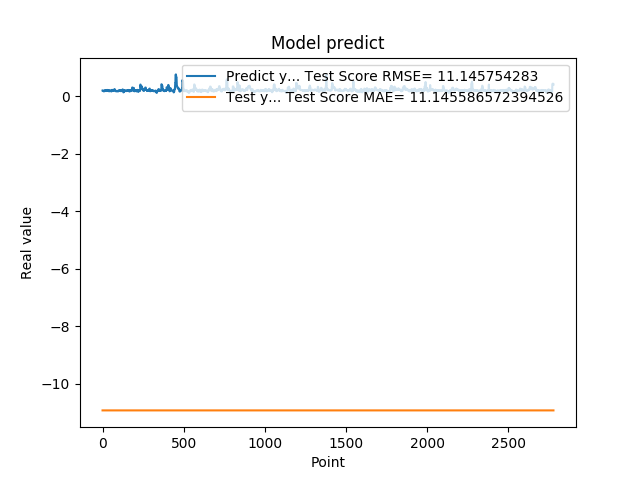 Model predict
Predict y... Test Score RMSE= 11.145754283
Test y... Test Score MAE= 11.145586572394526
Real value
0
−2
−4
−6
−8
−10
0 500 1000 1500 2000 2500
Point